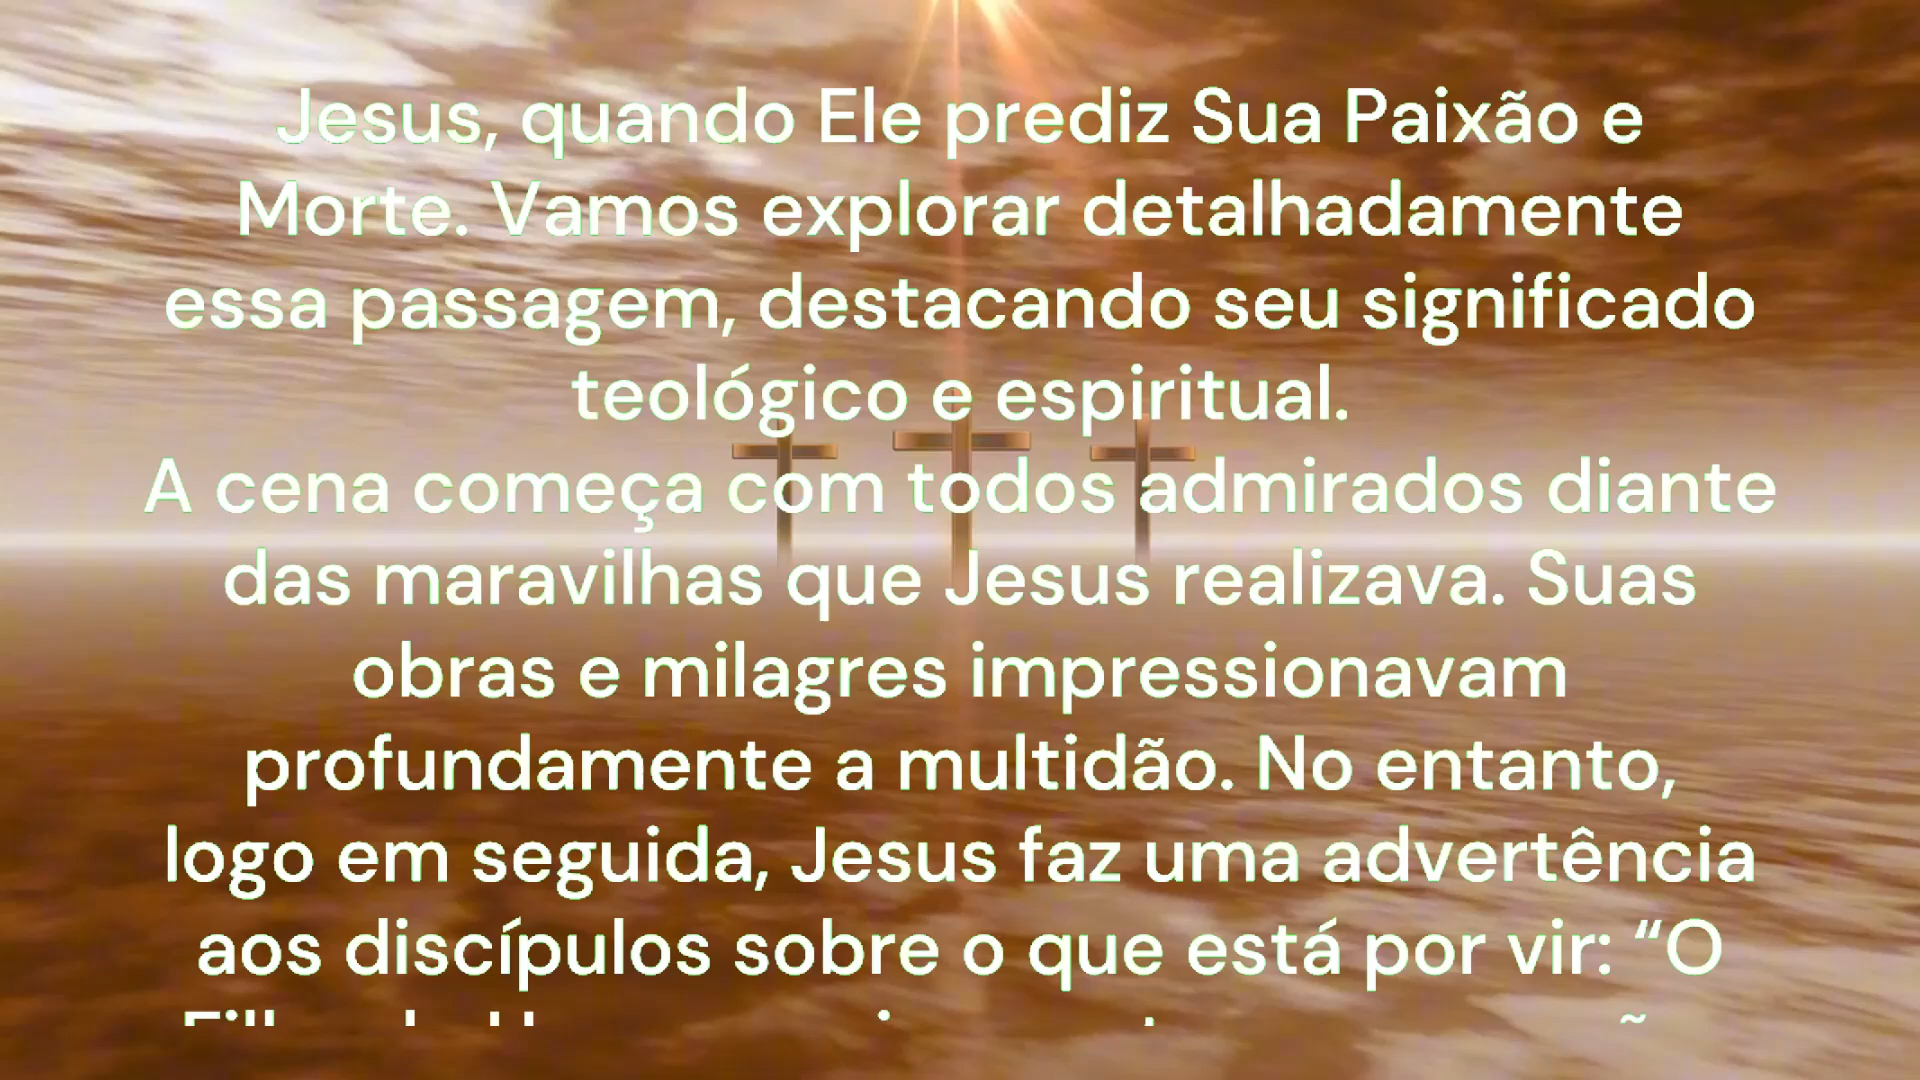 Jesus, quando Ele prediz Sua Paixão e
Morte. Vamos explorar detalhadamente
essa passagem, destacando seu significado
teológico e espiritual.
A cena começa com todos admirados diante
das maravilhas que Jesus realizava. Suas
obras e milagres impressionavam
profundamente a multidão. No entanto,
logo em seguida, Jesus faz uma advertência
aos discípulos sobre o que está por vir: “O